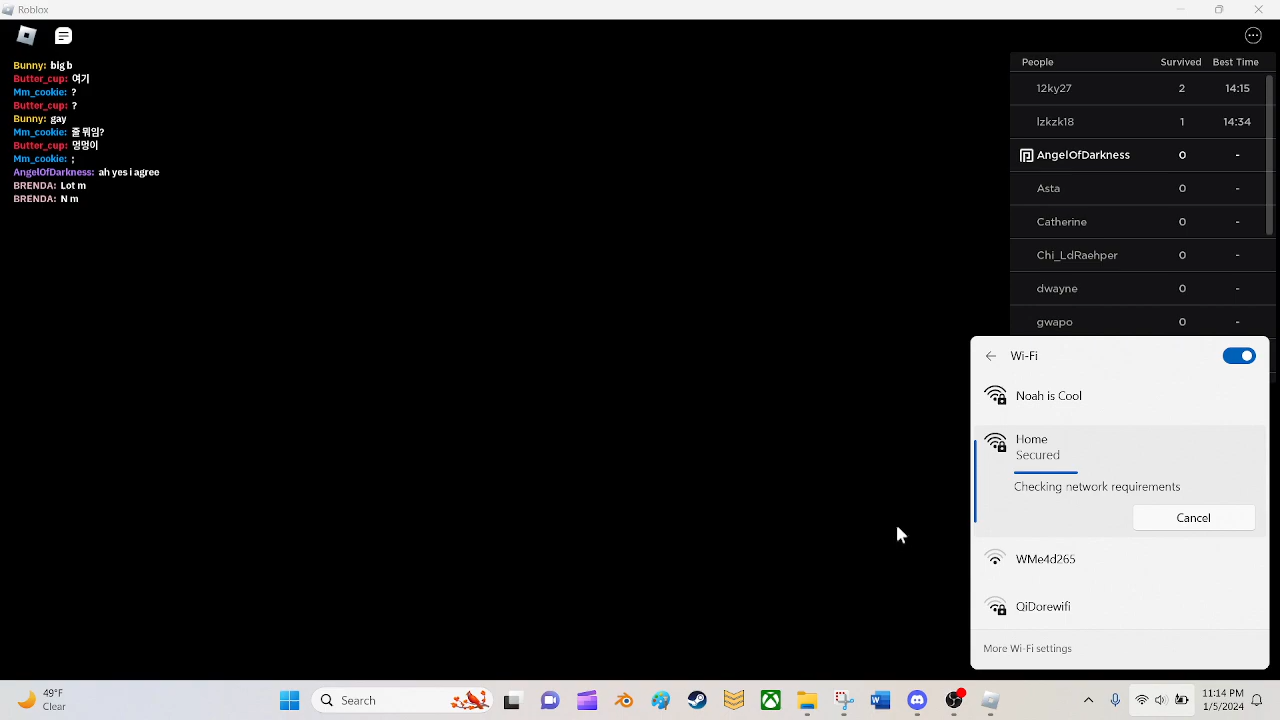 Roblox
Bunny: big b
Butter_cup: 여기
Mm_cookie: ?
Butter_cup: ?
Bunny: gay
Mm_cookie: 줄 뭐임?
Butter_cup: 멍멍이
Mm_cookie: ;
AngelOfDarkness: ah yes i agree
BRENDA: Lot m
BRENDA: N m
People Survived Best Time
12ky27 2 14:15
lzkzk18 1 14:34
AngelOfDarkness 0 -
Asta 0 -
Catherine 0 -
Chi_LdRaehper 0 -
dwayne 0 -
gwapo 0 -
Wi-Fi
Noah is Cool
Home
Secured
Checking network requirements
Cancel
WMe4d265
QiDorewifi
More Wi-Fi settings
49°F
Clear
Search
11:14 PM
1/5/2024